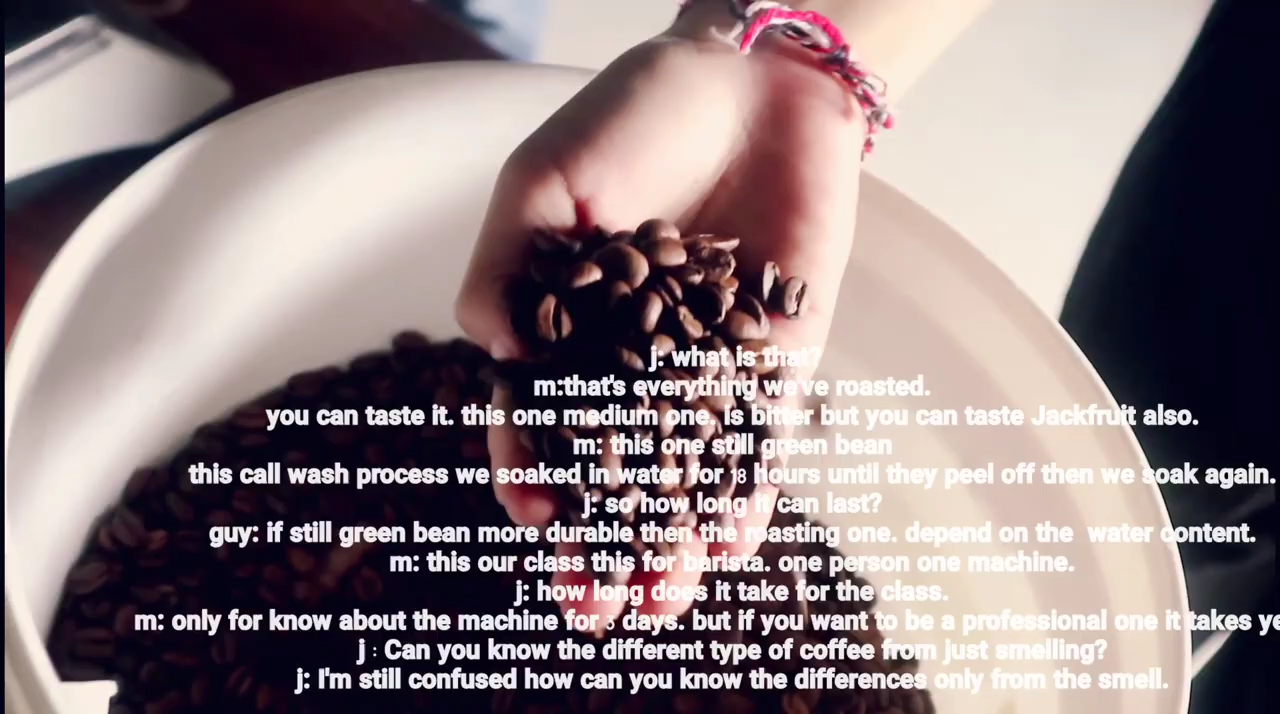 j: what is that?
m:that's everything we've roasted.
you can taste it. this one medium one. is bitter but you can taste Jackfruit also.
m: this one still green bean
this call wash process we soaked in water for 18 hours until they peel off then we soak again.
j: so how long it can last?
guy: if still green bean more durable then the roasting one. depend on the water content.
m: this our class this for barista. one person one machine.
j: how long does it take for the class.
m: only for know about the machine for 3 days. but if you want to be a professional one it takes ye
j : Can you know the different type of coffee from just smelling?
j: I'm still confused how can you know the differences only from the smell.